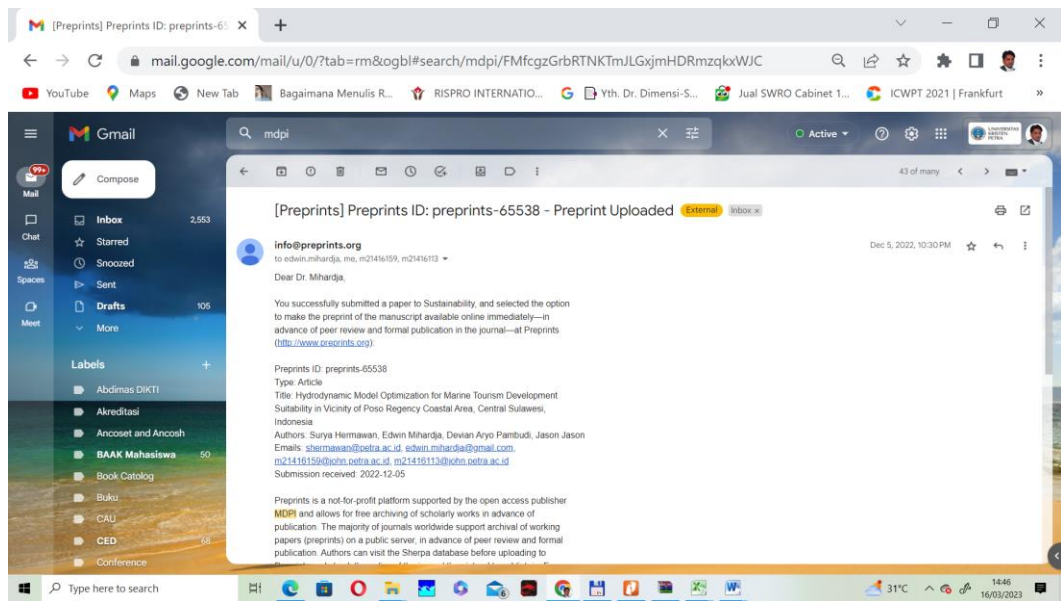 [Preprints] Preprints ID: preprints-65
mail.google.com/mail/u/0/?tab=rm&ogbl#search/mdpi/FMfcgzGrbRTNKTmJLGxjmHDRmzqkxWJC
YouTube Maps New Tab Bagaimana Menulis R... RISPRO INTERNATIO... Yth. Dr. Dimensi-S... Jual SWRO Cabinet 1... ICWPT 2021 | Frankfurt »
Gmail mdpi Active UNIVERSITAS KRISTEN PETRA
99+
Mail
Chat
Spaces
Meet
Compose
Inbox 2,553
Starred
Snoozed
Sent
Drafts 105
More
Labels +
Abdimas DIKTI
Akreditasi
Ancoset and Ancosh
BAAK Mahasiswa 50
Book Catolog
Buku
CAU
CED 68
Conference
43 of many
[Preprints] Preprints ID: preprints-65538 - Preprint Uploaded External Inbox x
info@preprints.org Dec 5, 2022, 10:30 PM
to edwin.mihardja, me, m21416159, m21416113
Dear Dr. Mihardja,
You successfully submitted a paper to Sustainability, and selected the option
to make the preprint of the manuscript available online immediately—in
advance of peer review and formal publication in the journal—at Preprints
(http://www.preprints.org):
Preprints ID: preprints-65538
Type: Article
Title: Hydrodynamic Model Optimization for Marine Tourism Development
Suitability in Vicinity of Poso Regency Coastal Area, Central Sulawesi,
Indonesia
Authors: Surya Hermawan, Edwin Mihardja, Devian Aryo Pambudi, Jason Jason
Emails: shermawan@petra.ac.id, edwin.mihardja@gmail.com,
m21416159@john.petra.ac.id, m21416113@john.petra.ac.id
Submission received: 2022-12-05
Preprints is a not-for-profit platform supported by the open access publisher
MDPI and allows for free archiving of scholarly works in advance of
publication. The majority of journals worldwide support archival of working
papers (preprints) on a public server, in advance of peer review and formal
publication. Authors can visit the Sherpa database before uploading to
Type here to search
31°C
14:46
16/03/2023